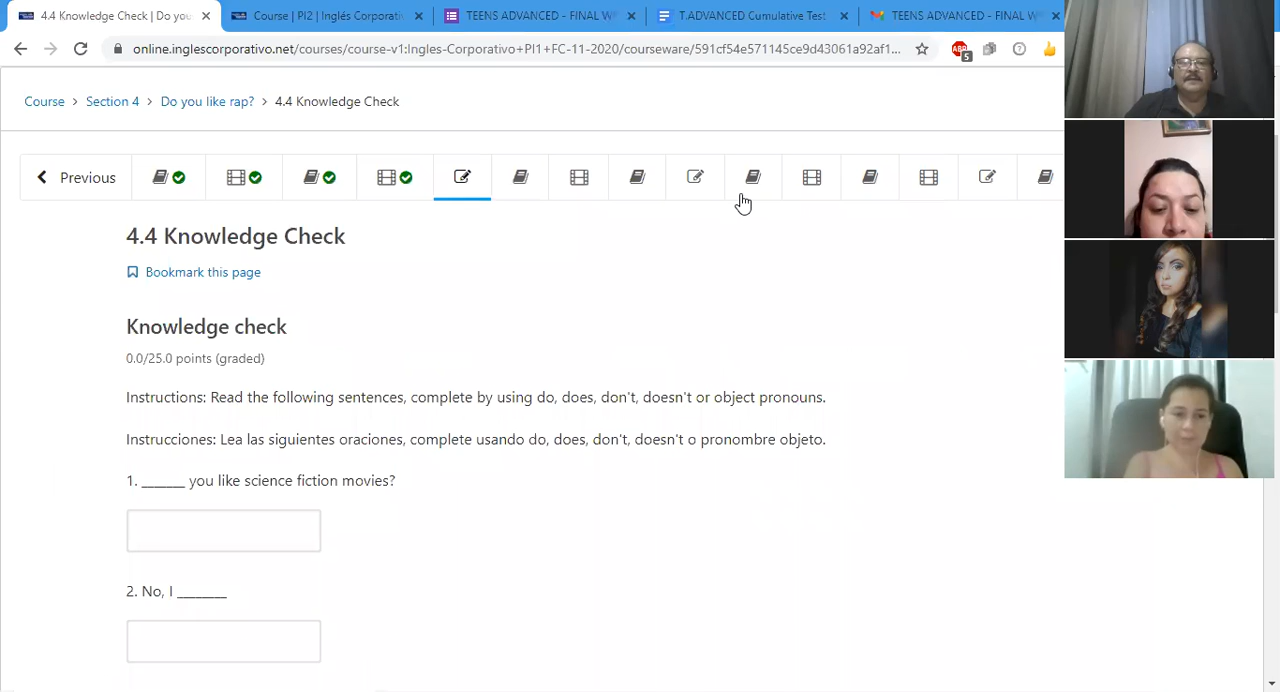 4.4 Knowledge Check | Do you
Course | PI2 | Inglés Corporativ
TEENS ADVANCED - FINAL W
T.ADVANCED Cumulative Test
TEENS ADVANCED - FINAL W
online.inglescorporativo.net/courses/course-v1:Ingles-Corporativo+PI1+FC-11-2020/courseware/591cf54e571145ce9d43061a92af1...
ABP
5
Course > Section 4 > Do you like rap? > 4.4 Knowledge Check
Previous
4.4 Knowledge Check
Bookmark this page
Knowledge check
0.0/25.0 points (graded)
Instructions: Read the following sentences, complete by using do, does, don't, doesn't or object pronouns.
Instrucciones: Lea las siguientes oraciones, complete usando do, does, don't, doesn't o pronombre objeto.
1. ______ you like science fiction movies?
2. No, I _______